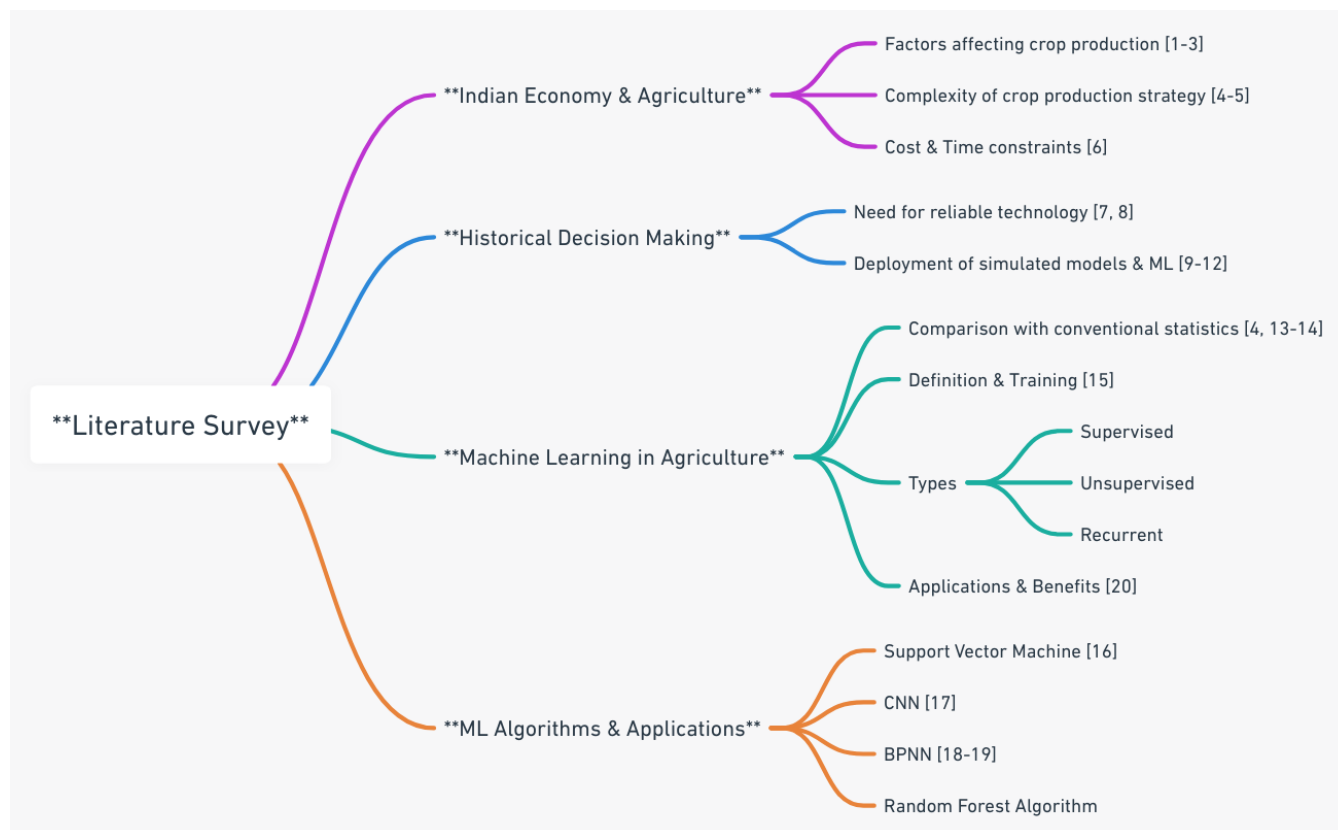 **Literature Survey**
**Indian Economy & Agriculture**
Factors affecting crop production [1-3]
Complexity of crop production strategy [4-5]
Cost & Time constraints [6]
**Historical Decision Making**
Need for reliable technology [7, 8]
Deployment of simulated models & ML [9-12]
**Machine Learning in Agriculture**
Comparison with conventional statistics [4, 13-14]
Definition & Training [15]
Types
Supervised
Unsupervised
Recurrent
Applications & Benefits [20]
**ML Algorithms & Applications**
Support Vector Machine [16]
CNN [17]
BPNN [18-19]
Random Forest Algorithm